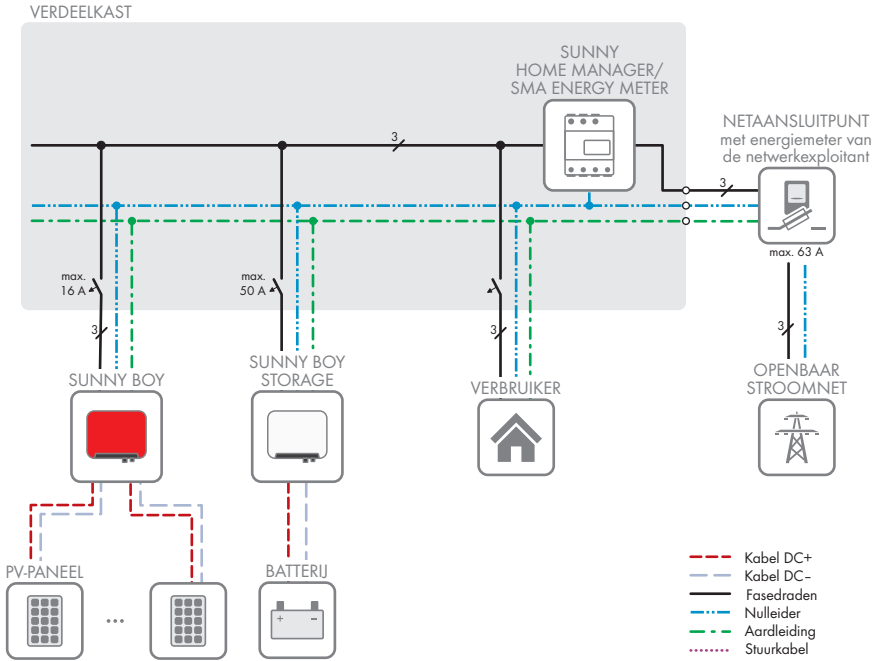 VERDEELKAST
SUNNY
HOME MANAGER/
SMA ENERGY METER
NETAANSLUITPUNT
met energiemeter van
de netwerkexploitant
3
3
max. 63 A
max.
16 A
max.
50 A
3
3
3
SUNNY BOY
SUNNY BOY
STORAGE
VERBRUIKER
OPENBAAR
STROOMNET
PV-PANEEL
...
BATTERIJ
+ −
Kabel DC+
Kabel DC−
Fasedraden
Nulleider
Aardleiding
Stuurkabel